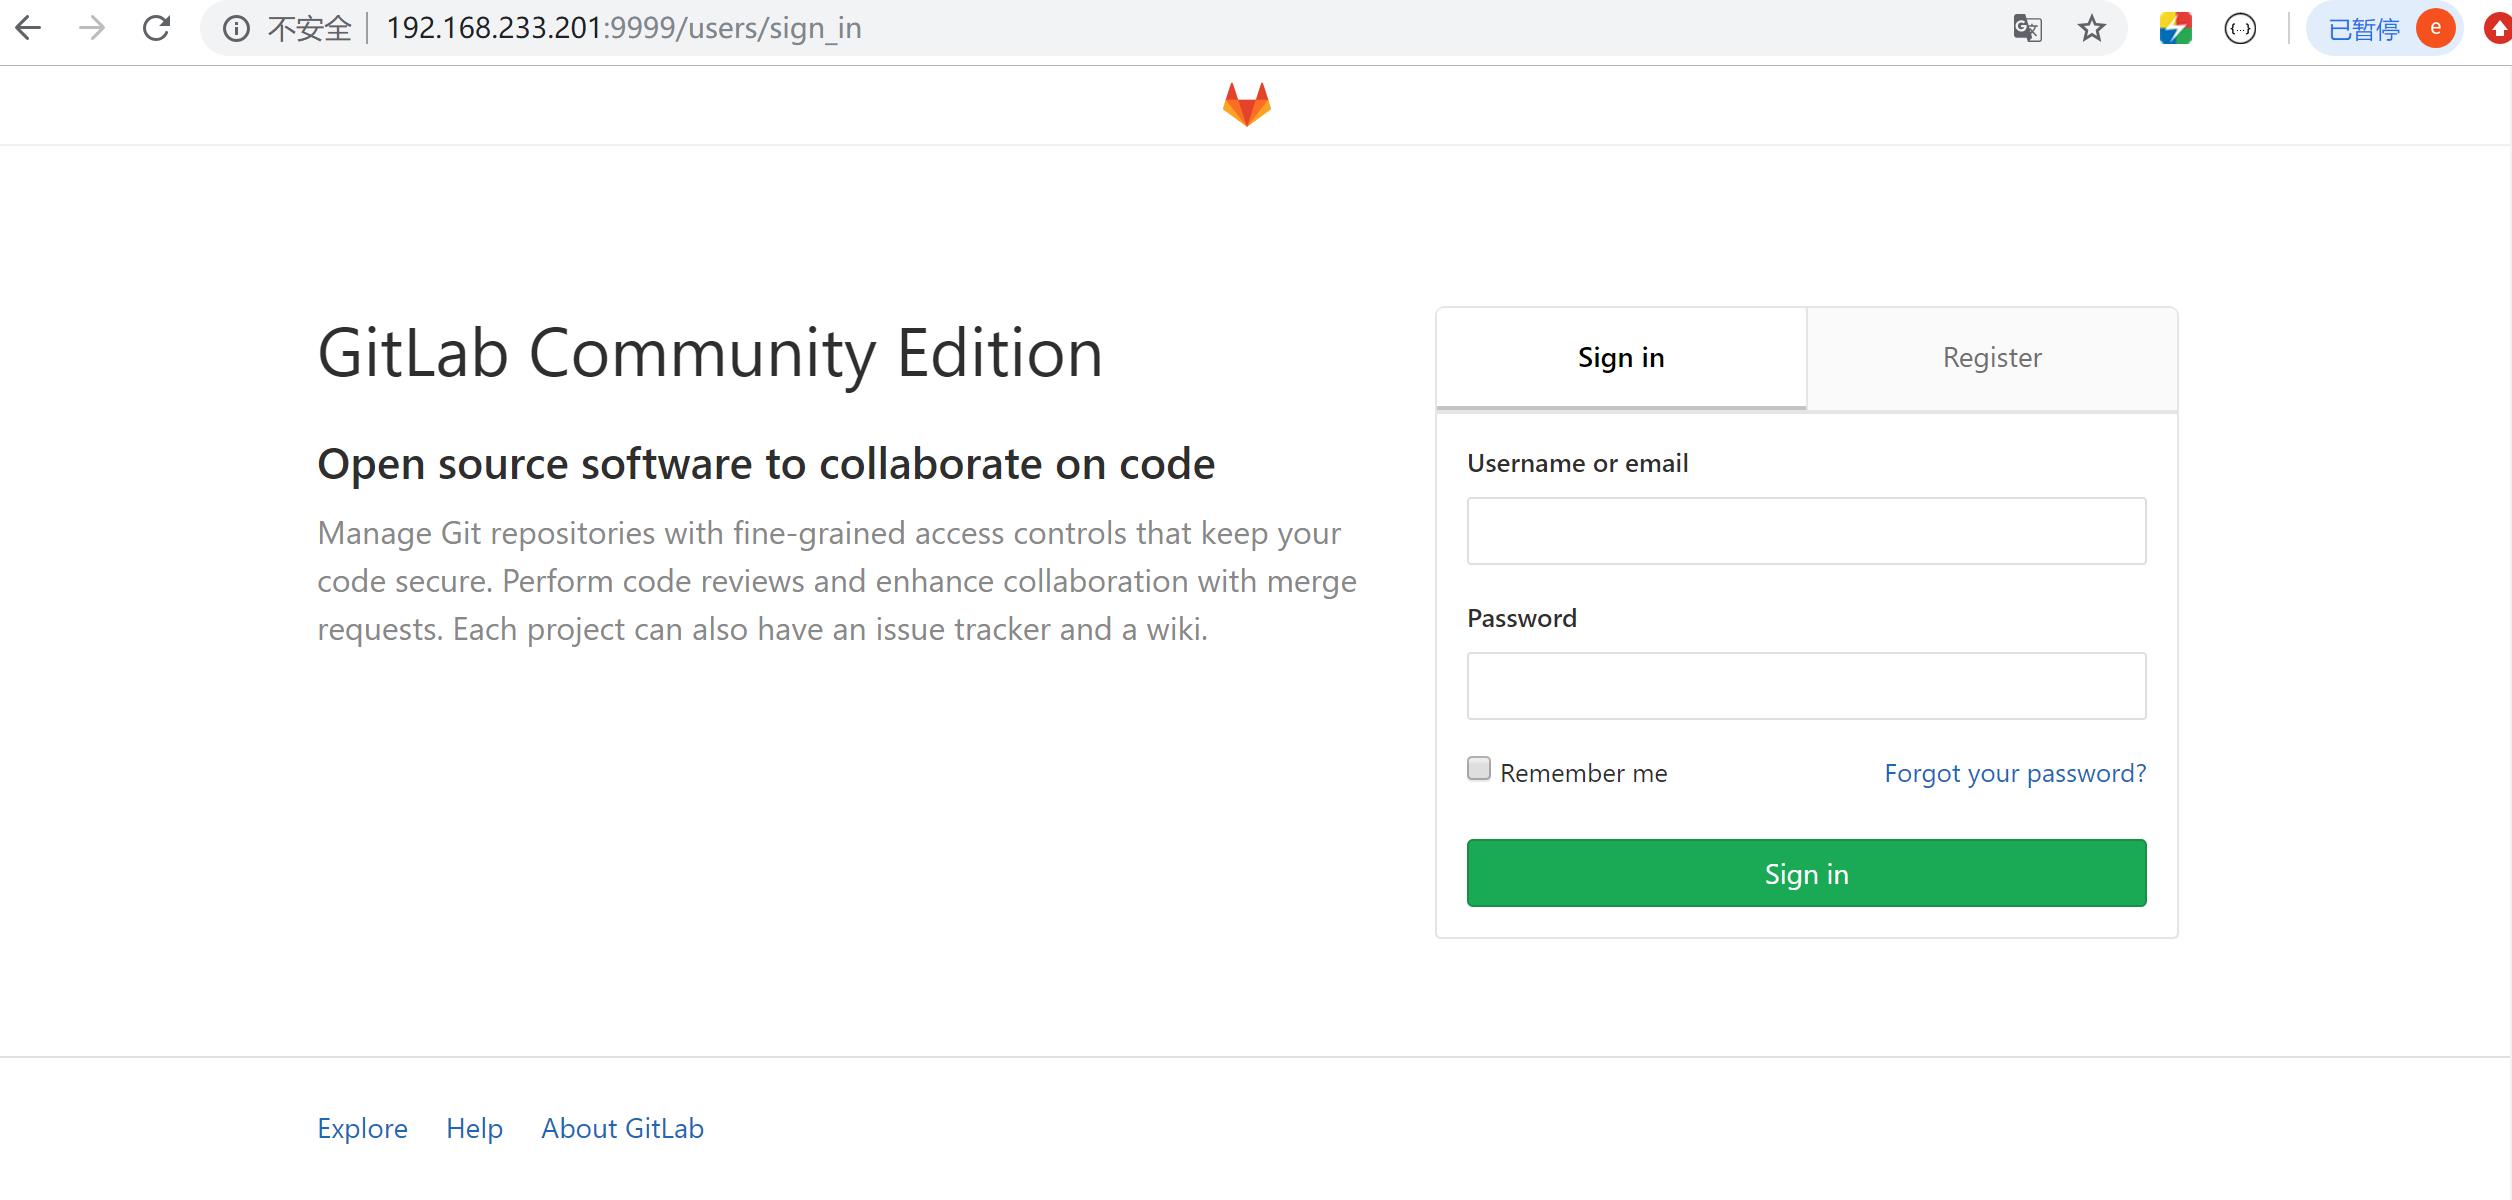 不安全 192.168.233.201:9999/users/sign_in
已暂停 e
GitLab Community Edition
Open source software to collaborate on code
Manage Git repositories with fine-grained access controls that keep your
code secure. Perform code reviews and enhance collaboration with merge
requests. Each project can also have an issue tracker and a wiki.
Sign in Register
Username or email
Password
Remember me Forgot your password?
Sign in
Explore Help About GitLab